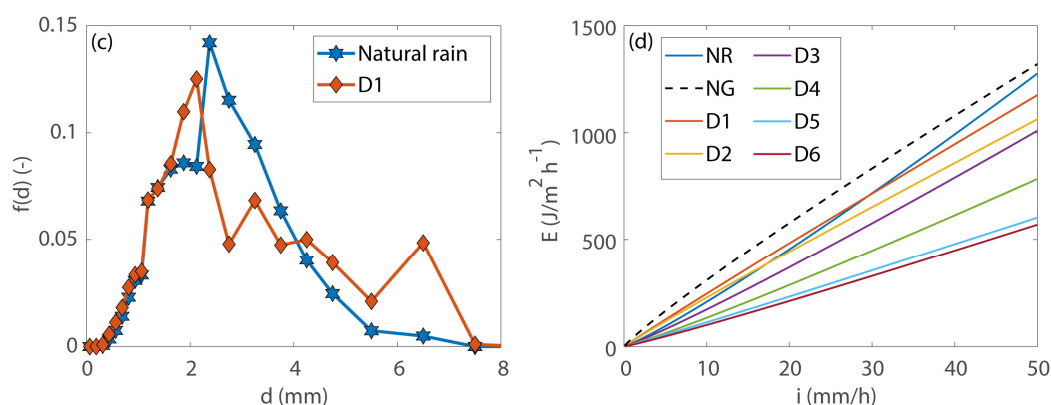 (c)
Natural rain
D1
0.15
0.1
0.05
0
f(d) (-)
0 2 4 6 8
d (mm)
(d)
NR D3
NG D4
D1 D5
D2 D6
1500
1000
500
0
E (J/m² h⁻¹)
0 10 20 30 40 50
i (mm/h)